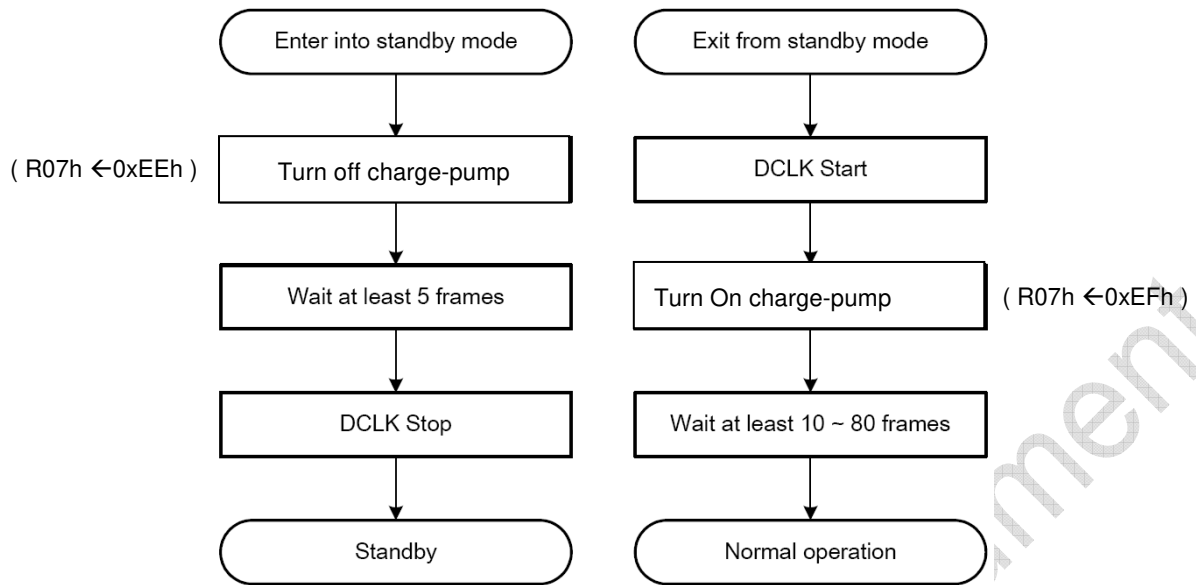 Enter into standby mode
( R07h ←0xEEh )
Turn off charge-pump
Wait at least 5 frames
DCLK Stop
Standby
Exit from standby mode
DCLK Start
Turn On charge-pump
( R07h ←0xEFh )
Wait at least 10 ~ 80 frames
Normal operation